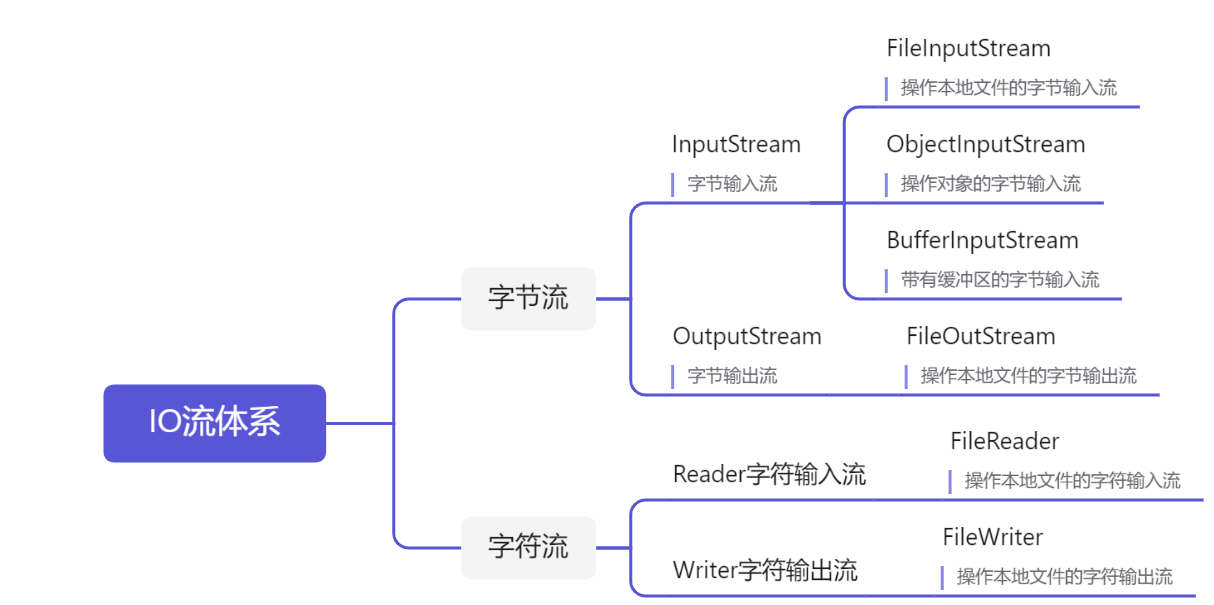 IO流体系
字节流
InputStream
字节输入流
FileInputStream
操作本地文件的字节输入流
ObjectInputStream
操作对象的字节输入流
BufferInputStream
带有缓冲区的字节输入流
OutputStream
字节输出流
FileOutStream
操作本地文件的字节输出流
字符流
Reader字符输入流
FileReader
操作本地文件的字符输入流
Writer字符输出流
FileWriter
操作本地文件的字符输出流